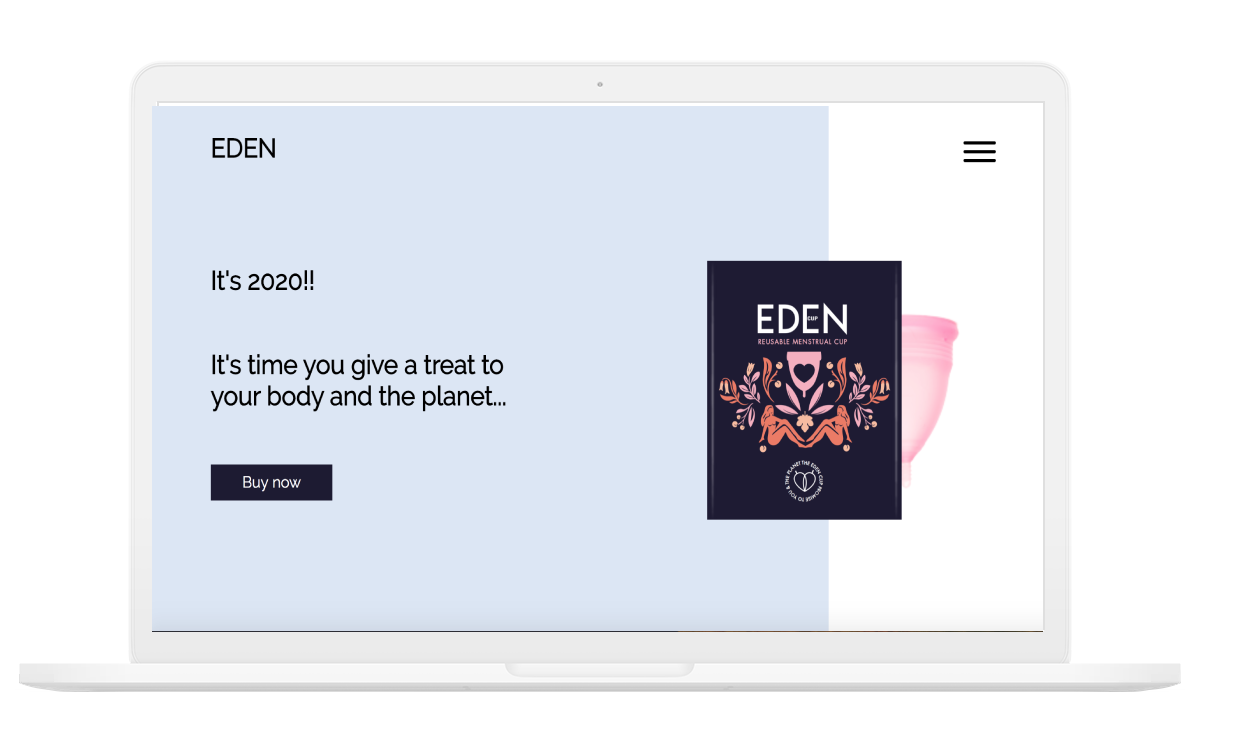 EDEN
It's 2020!!
It's time you give a treat to
your body and the planet...
Buy now
EDEN
CUP
REUSABLE MENSTRUAL CUP
THE EDEN CUP PROMISE TO YOU & THE PLANET